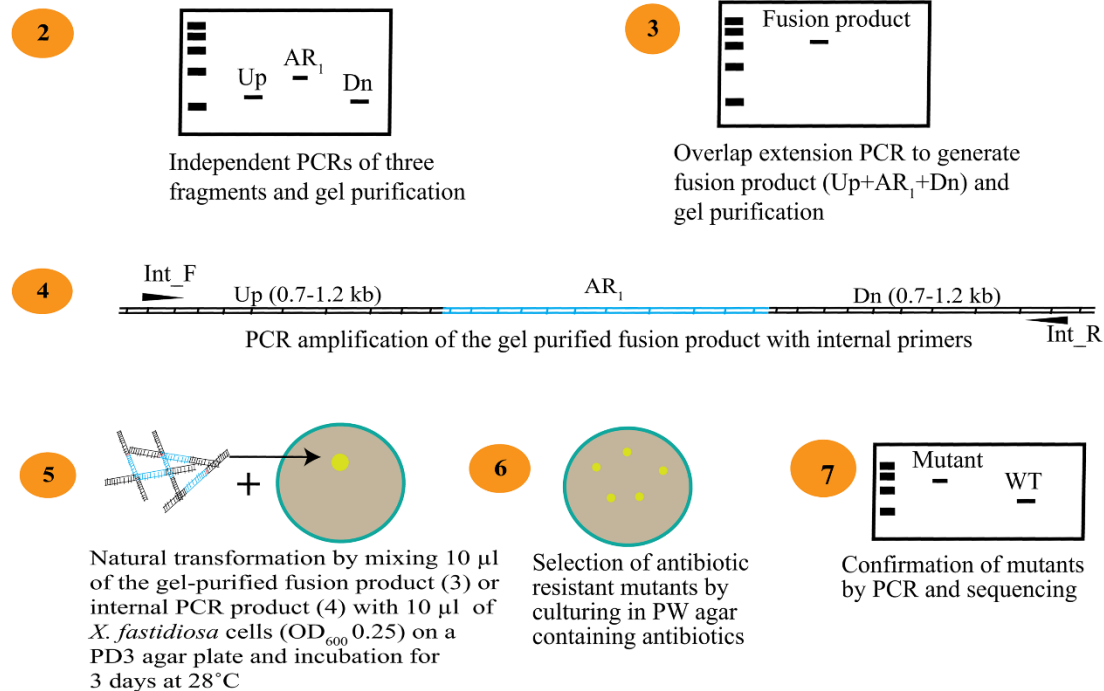 2
Up
AR₁
Dn
Independent PCRs of three
fragments and gel purification
3
Fusion product
Overlap extension PCR to generate
fusion product (Up+AR₁+Dn) and
gel purification
4
Int_F
Up (0.7-1.2 kb)
AR₁
Dn (0.7-1.2 kb)
Int_R
PCR amplification of the gel purified fusion product with internal primers
5
+
Natural transformation by mixing 10 µl
of the gel-purified fusion product (3) or
internal PCR product (4) with 10 µl of
X. fastidiosa cells (OD₆₀₀ 0.25) on a
PD3 agar plate and incubation for
3 days at 28˚C
6
Selection of antibiotic
resistant mutants by
culturing in PW agar
containing antibiotics
7
Mutant
WT
Confirmation of mutants
by PCR and sequencing